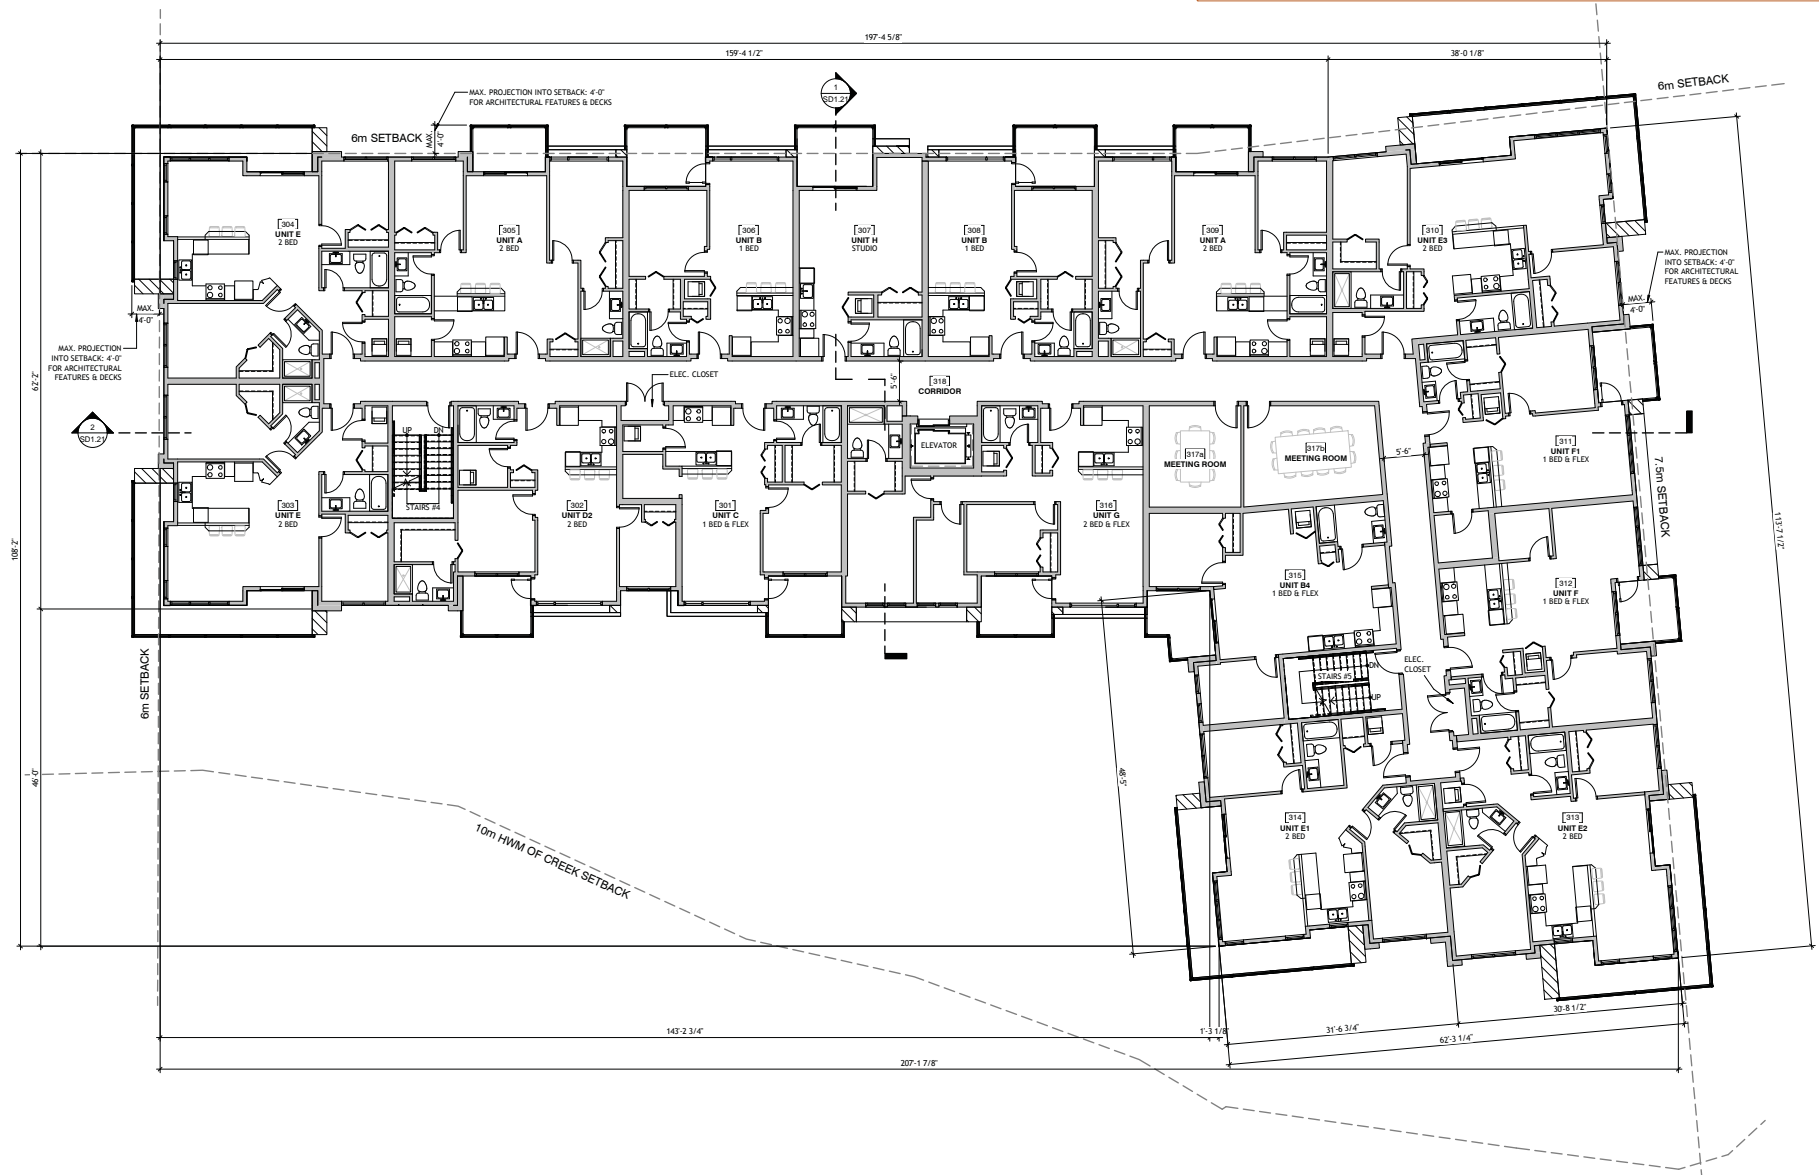 197'-4 5/8"
159'-4 1/2"
38'-0 1/8"
6m SETBACK
MAX. PROJECTION INTO SETBACK: 4'-0"
FOR ARCHITECTURAL FEATURES & DECKS
1
SD1.21
6m SETBACK
MAX.
4'-0"
[304]
UNIT E
2 BED
[305]
UNIT A
2 BED
[306]
UNIT B
1 BED
[307]
UNIT H
STUDIO
[308]
UNIT B
1 BED
[309]
UNIT A
2 BED
[310]
UNIT E3
2 BED
MAX. PROJECTION
INTO SETBACK: 4'-0"
FOR ARCHITECTURAL
FEATURES & DECKS
MAX.
4'-0"
MAX.
4'-0"
MAX. PROJECTION
INTO SETBACK: 4'-0"
FOR ARCHITECTURAL
FEATURES & DECKS
62'-2"
108'-2"
46'-0"
ELEC. CLOSET
5'-6"
[318]
CORRIDOR
2
SD1.21
UP
DN
STAIRS #4
ELEVATOR
[317a]
MEETING ROOM
[317b]
MEETING ROOM
5'-6"
[311]
UNIT F1
1 BED & FLEX
7.5m SETBACK
113'-7 1/2"
[303]
UNIT E
2 BED
[302]
UNIT D2
2 BED
[301]
UNIT C
1 BED & FLEX
[316]
UNIT G
2 BED & FLEX
[315]
UNIT B4
1 BED & FLEX
[312]
UNIT F
1 BED & FLEX
6m SETBACK
ELEC.
CLOSET
DN
STAIRS #5
UP
48'-5"
[314]
UNIT E1
2 BED
[313]
UNIT E2
2 BED
10m HWM OF CREEK SETBACK
143'-2 3/4"
1'-3 1/8"
31'-6 3/4"
30'-8 1/2"
62'-3 1/4"
207'-1 7/8"